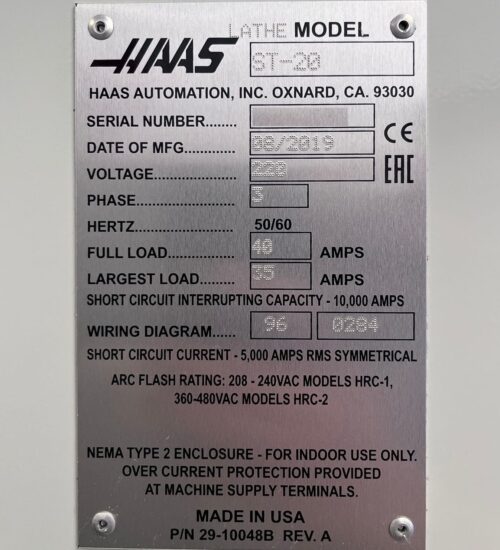 LATHE MODEL
HAAS ST-20
HAAS AUTOMATION, INC. OXNARD, CA. 93030
SERIAL NUMBER........
DATE OF MFG............. 08/2019
CE
VOLTAGE.................... 220
EAC
PHASE........................ 3
HERTZ 50/60
FULL LOAD................ 40 AMPS
LARGEST LOAD......... 35 AMPS
SHORT CIRCUIT INTERRUPTING CAPACITY - 10,000 AMPS
WIRING DIAGRAM...... 96 0284
SHORT CIRCUIT CURRENT - 5,000 AMPS RMS SYMMETRICAL
ARC FLASH RATING: 208 - 240VAC MODELS HRC-1,
360-480VAC MODELS HRC-2
NEMA TYPE 2 ENCLOSURE - FOR INDOOR USE ONLY.
OVER CURRENT PROTECTION PROVIDED
AT MACHINE SUPPLY TERMINALS.
MADE IN USA
P/N 29-10048B REV. A